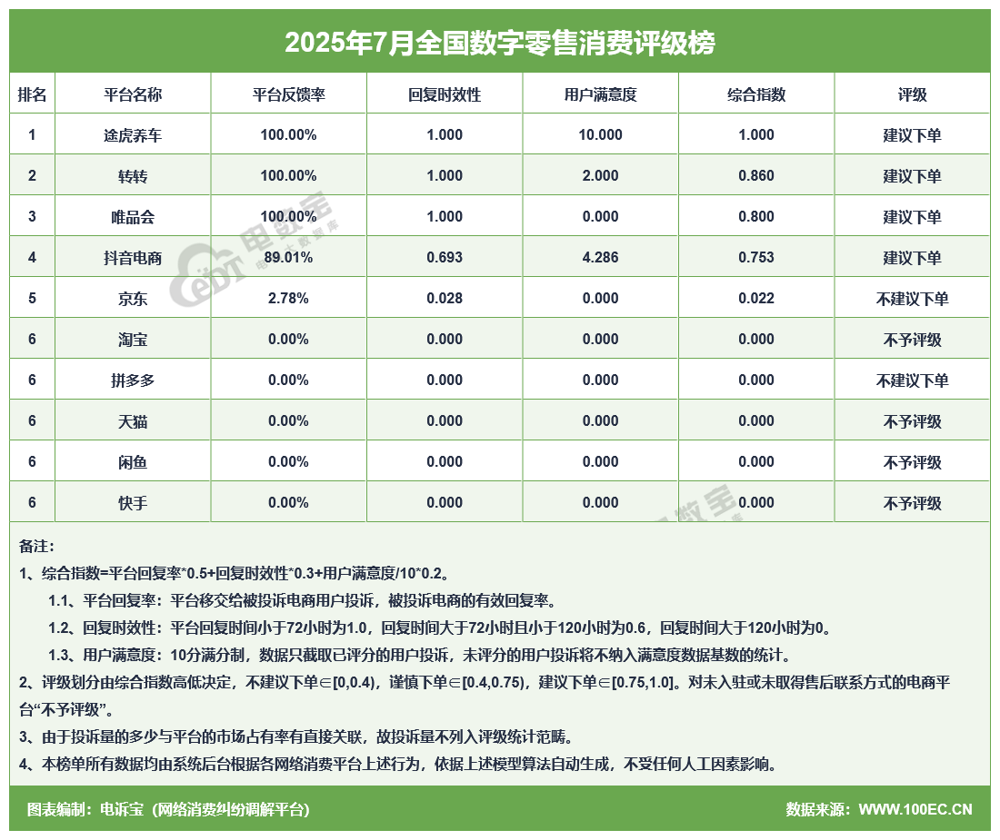 2025年7月全国数字零售消费评级榜
排名 平台名称 平台反馈率 回复时效性 用户满意度 综合指数 评级
1 途虎养车 100.00% 1.000 10.000 1.000 建议下单
2 转转 100.00% 1.000 2.000 0.860 建议下单
3 唯品会 100.00% 1.000 0.000 0.800 建议下单
4 抖音电商 89.01% 0.693 4.286 0.753 建议下单
5 京东 2.78% 0.028 0.000 0.022 不建议下单
6 淘宝 0.00% 0.000 0.000 0.000 不予评级
6 拼多多 0.00% 0.000 0.000 0.000 不建议下单
6 天猫 0.00% 0.000 0.000 0.000 不予评级
6 闲鱼 0.00% 0.000 0.000 0.000 不予评级
6 快手 0.00% 0.000 0.000 0.000 不予评级
电数宝
eDT
备注：
1、综合指数=平台回复率*0.5+回复时效性*0.3+用户满意度/10*0.2。
1.1、平台回复率：平台移交给被投诉电商用户投诉，被投诉电商的有效回复率。
1.2、回复时效性：平台回复时间小于72小时为1.0，回复时间大于72小时且小于120小时为0.6，回复时间大于120小时为0。
1.3、用户满意度：10分满分制，数据只截取已评分的用户投诉，未评分的用户投诉将不纳入满意度数据基数的统计。
2、评级划分由综合指数高低决定，不建议下单∈[0,0.4)，谨慎下单∈[0.4,0.75)，建议下单∈[0.75,1.0]。对未入驻或未取得售后联系方式的电商平
台“不予评级”。
3、由于投诉量的多少与平台的市场占有率有直接关联，故投诉量不列入评级统计范畴。
4、本榜单所有数据均由系统后台根据各网络消费平台上述行为，依据上述模型算法自动生成，不受任何人工因素影响。
图表编制：电诉宝（网络消费纠纷调解平台） 数据来源：WWW.100EC.CN